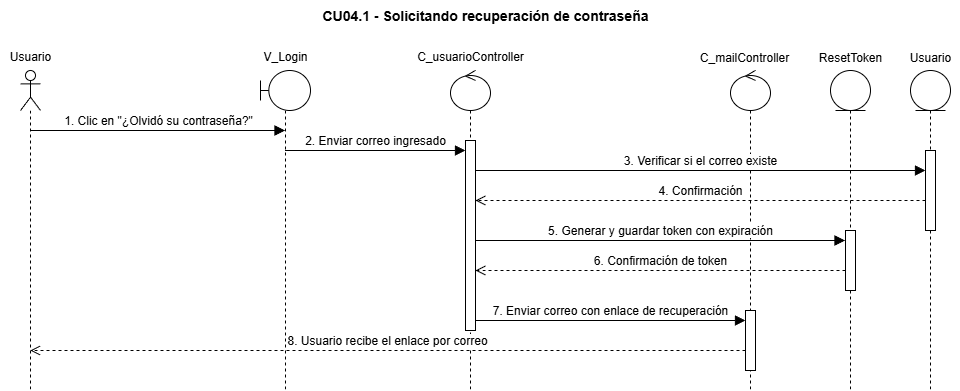 CU04.1 - Solicitando recuperación de contraseña
Usuario
V_Login
C_usuarioController
C_mailController
ResetToken
Usuario
1. Clic en "¿Olvidó su contraseña?"
2. Enviar correo ingresado
3. Verificar si el correo existe
4. Confirmación
5. Generar y guardar token con expiración
6. Confirmación de token
7. Enviar correo con enlace de recuperación
8. Usuario recibe el enlace por correo